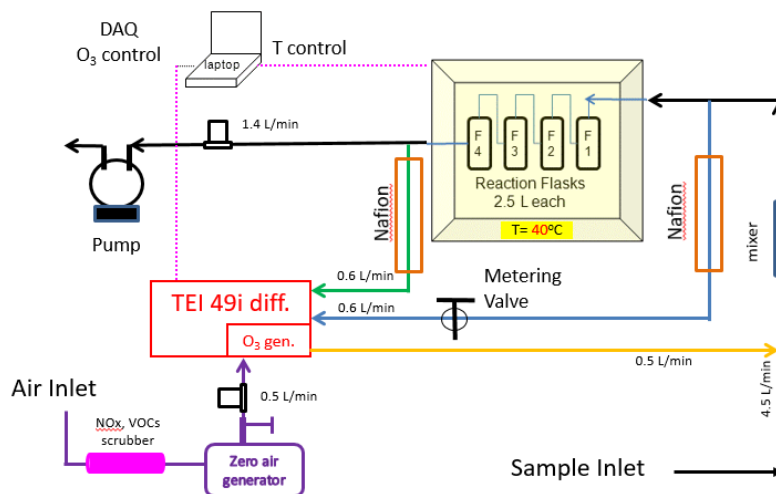 DAQ
O3 control
T control
laptop
1.4 L/min
F
4
F
3
F
2
F
1
Reaction Flasks
2.5 L each
T= 40ºC
Pump
Nafion
Nafion
mixer
0.6 L/min
Metering
Valve
TEI 49i diff.
0.6 L/min
O3 gen.
0.5 L/min
4.5 L/min
Air Inlet
0.5 L/min
NOx, VOCs
scrubber
Zero air
generator
Sample Inlet